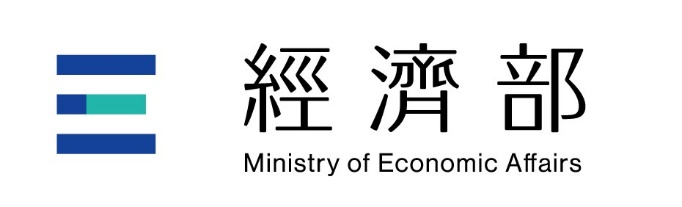 經濟部
Ministry of Economic Affairs